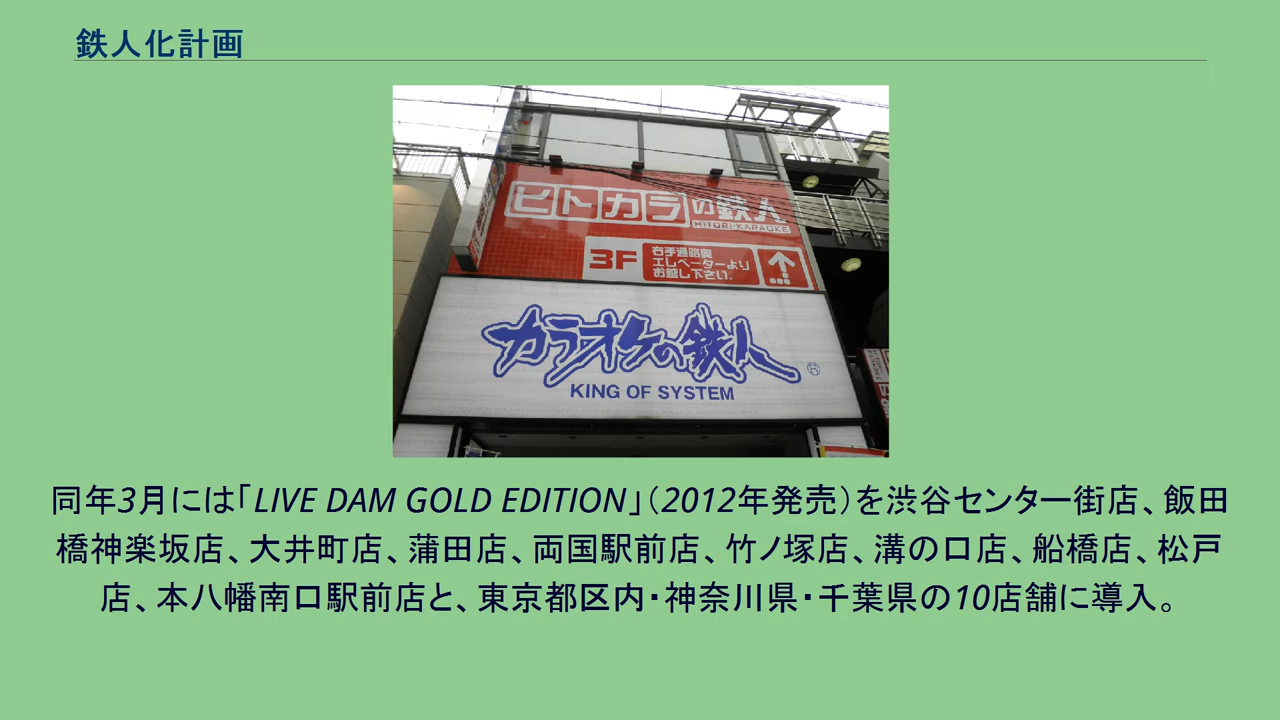 鉄人化計画
ヒトカラの鉄人
HITORI-KARAOKE
3F
右手通路奥
エレベーターより
お越し下さい.
カラオケの鉄人
KING OF SYSTEM
同年3月には「LIVE DAM GOLD EDITION」（2012年発売）を渋谷センター街店、飯田
橋神楽坂店、大井町店、蒲田店、両国駅前店、竹ノ塚店、溝の口店、船橋店、松戸
店、本八幡南口駅前店と、東京都区内・神奈川県・千葉県の10店舗に導入。